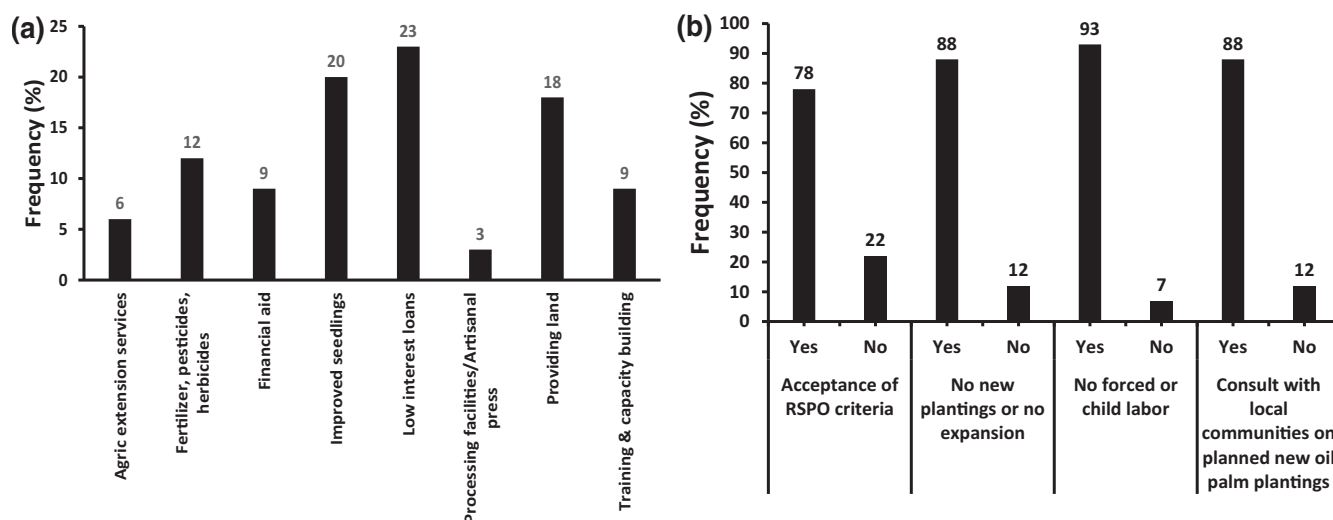 (a)
Frequency (%)
25
20
15
10
5
0
6
12
9
20
23
3
18
9
Agric extension services
Fertilizer, pesticides,
herbicides
Financial aid
Improved seedlings
Low interest loans
Processing facilities/Artisanal
press
Providing land
Training & capacity building
(b)
Frequency (%)
100
90
80
70
60
50
40
30
20
10
0
78
22
88
12
93
7
88
12
Yes No Yes No Yes No Yes No
Acceptance of
RSPO criteria
No new
plantings or no
expansion
No forced or
child labor
Consult with
local
communities on
planned new oil
palm plantings